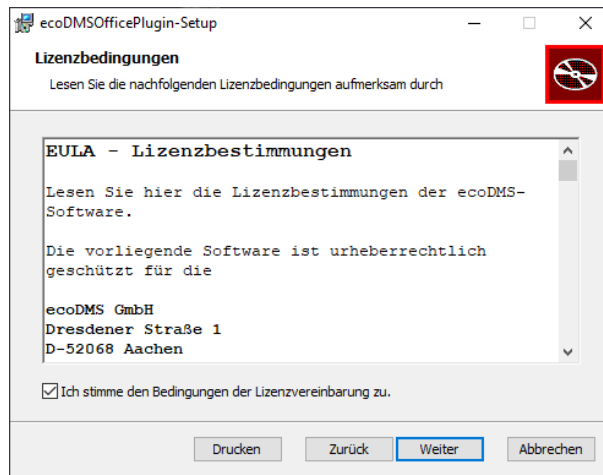 ecoDMSOfficePlugin-Setup
Lizenzbedingungen
Lesen Sie die nachfolgenden Lizenzbedingungen aufmerksam durch
EULA - Lizenzbestimmungen
Lesen Sie hier die Lizenzbestimmungen der ecoDMS-
Software.
Die vorliegende Software ist urheberrechtlich
geschützt für die
ecoDMS GmbH
Dresdener Straße 1
D-52068 Aachen
Ich stimme den Bedingungen der Lizenzvereinbarung zu.
Drucken Zurück Weiter Abbrechen